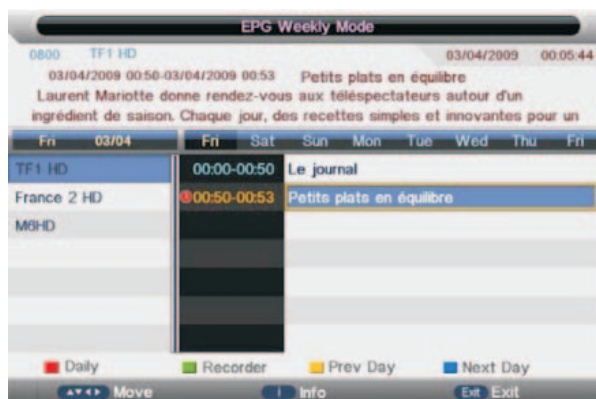 EPG Weekly Mode
0800 TF1 HD 03/04/2009 00:05:44
03/04/2009 00:50-03/04/2009 00:53 Petits plats en équilibre
Laurent Mariotte donne rendez-vous aux téléspectateurs autour d'un
ingrédient de saison. Chaque jour, des recettes simples et innovantes pour un
Fri 03/04 Fri Sat Sun Mon Tue Wed Thu Fri
TF1 HD 00:00-00:50 Le journal
France 2 HD 00:50-00:53 Petits plats en équilibre
M6HD
Daily Recorder Prev Day Next Day
Move i Info Exit Exit